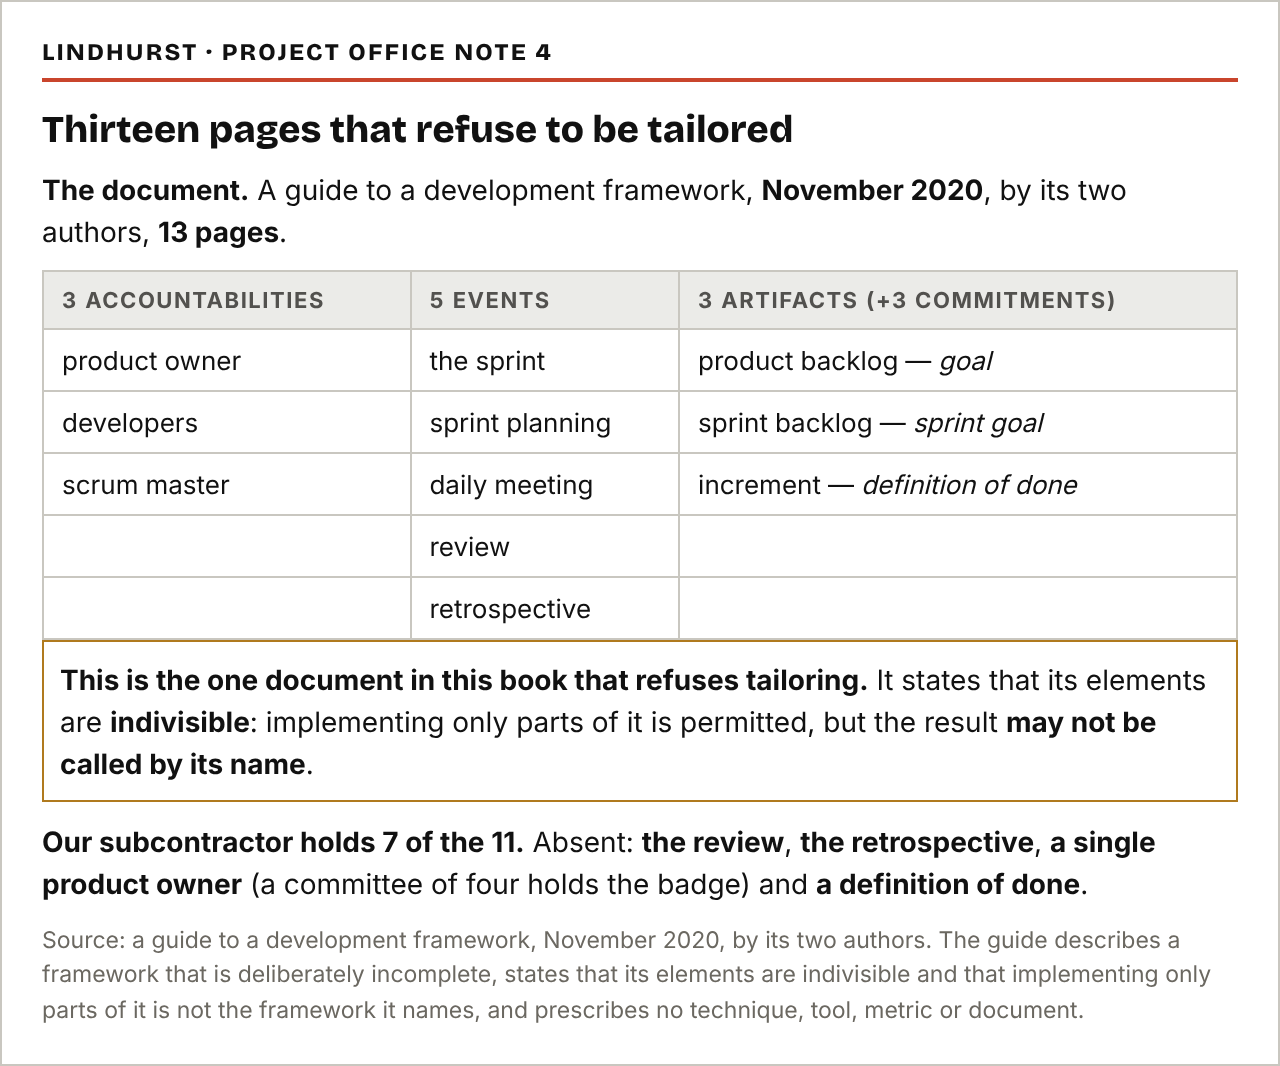 LINDHURST · PROJECT OFFICE NOTE 4
Thirteen pages that refuse to be tailored
The document. A guide to a development framework, November 2020, by its two
authors, 13 pages.
3 ACCOUNTABILITIES 5 EVENTS 3 ARTIFACTS (+3 COMMITMENTS)
product owner the sprint product backlog — goal
developers sprint planning sprint backlog — sprint goal
scrum master daily meeting increment — definition of done
review
retrospective
This is the one document in this book that refuses tailoring. It states that its elements
are indivisible: implementing only parts of it is permitted, but the result may not be
called by its name.
Our subcontractor holds 7 of the 11. Absent: the review, the retrospective, a single
product owner (a committee of four holds the badge) and a definition of done.
Source: a guide to a development framework, November 2020, by its two authors. The guide describes a
framework that is deliberately incomplete, states that its elements are indivisible and that implementing only
parts of it is not the framework it names, and prescribes no technique, tool, metric or document.